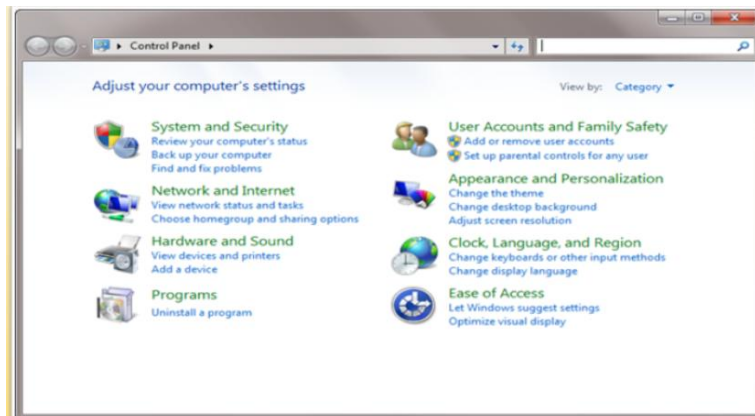 Control Panel
Adjust your computer's settings
View by: Category
System and Security
Review your computer's status
Back up your computer
Find and fix problems
Network and Internet
View network status and tasks
Choose homegroup and sharing options
Hardware and Sound
View devices and printers
Add a device
Programs
Uninstall a program
User Accounts and Family Safety
Add or remove user accounts
Set up parental controls for any user
Appearance and Personalization
Change the theme
Change desktop background
Adjust screen resolution
Clock, Language, and Region
Change keyboards or other input methods
Change display language
Ease of Access
Let Windows suggest settings
Optimize visual display